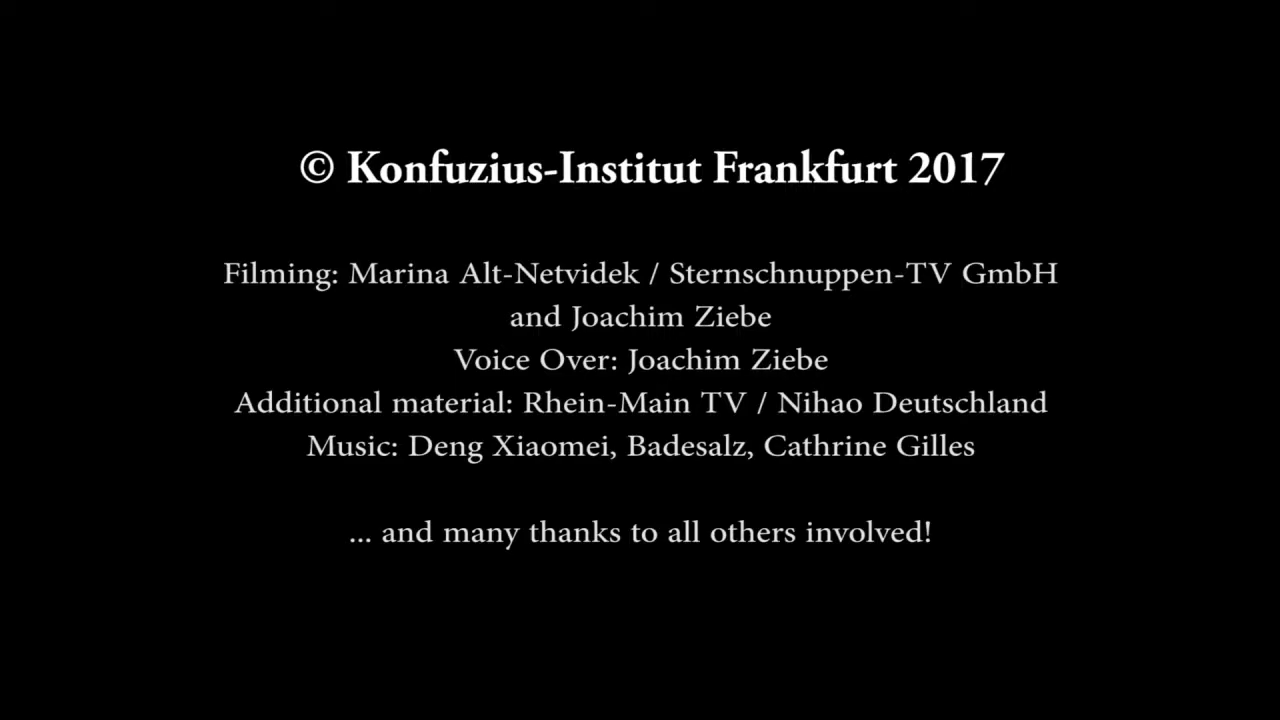 © Konfuzius-Institut Frankfurt 2017
Filming: Marina Alt-Netvidek / Sternschnuppen-TV GmbH
and Joachim Ziebe
Voice Over: Joachim Ziebe
Additional material: Rhein-Main TV / Nihao Deutschland
Music: Deng Xiaomei, Badesalz, Cathrine Gilles
... and many thanks to all others involved!